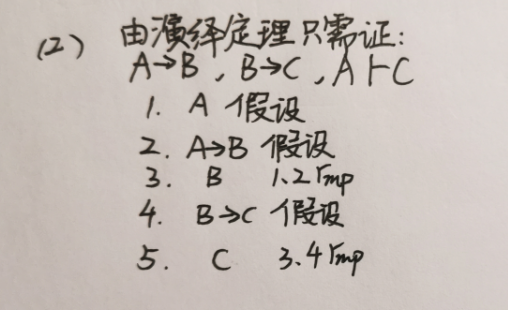 (2) 由演绎定理只需证:
A→B , B→C , A⊢C
1. A 假设
2. A→B 假设
3. B 1.2 rmp
4. B→C 假设
5. C 3.4 rmp